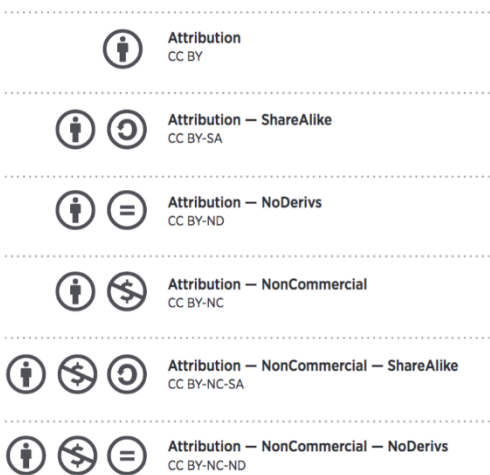 Attribution
CC BY
Attribution — ShareAlike
CC BY-SA
Attribution — NoDerivs
CC BY-ND
Attribution — NonCommercial
CC BY-NC
Attribution — NonCommercial — ShareAlike
CC BY-NC-SA
Attribution — NonCommercial — NoDerivs
CC BY-NC-ND